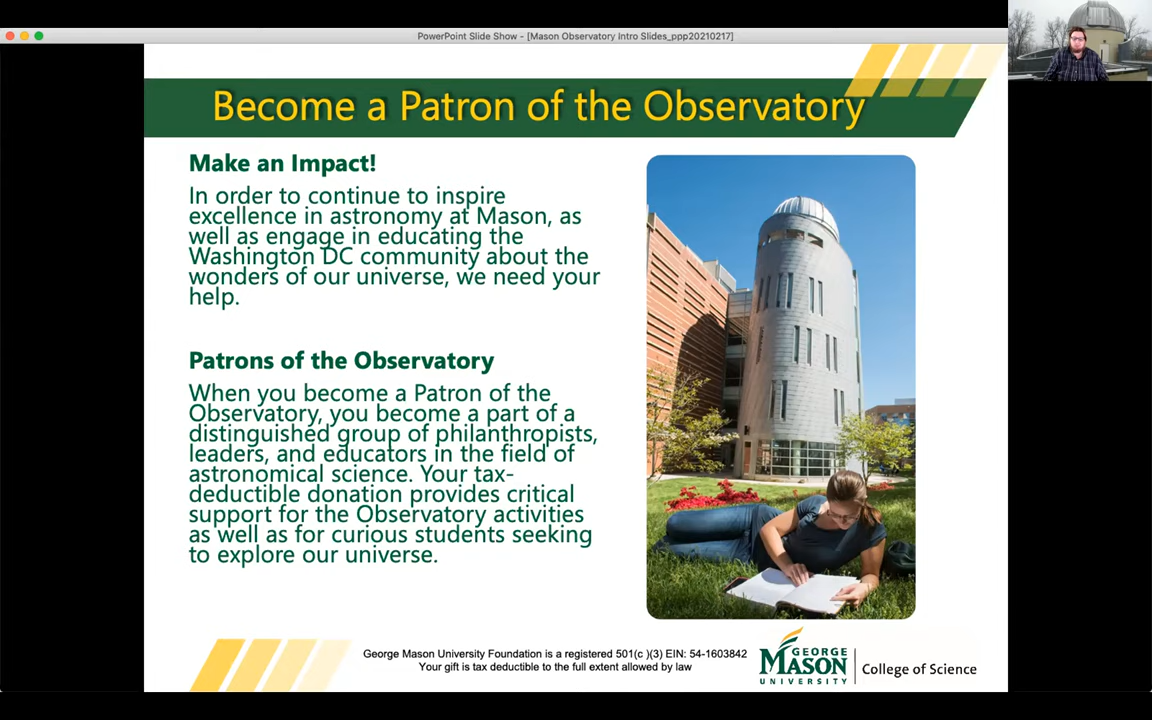 PowerPoint Slide Show - [Mason Observatory Intro Slides_ppp20210217]
Become a Patron of the Observatory
Make an Impact!
In order to continue to inspire
excellence in astronomy at Mason, as
well as engage in educating the
Washington DC community about the
wonders of our universe, we need your
help.
Patrons of the Observatory
When you become a Patron of the
Observatory, you become a part of a
distinguished group of philanthropists,
leaders, and educators in the field of
astronomical science. Your tax-
deductible donation provides critical
support for the Observatory activities
as well as for curious students seeking
to explore our universe.
George Mason University Foundation is a registered 501(c )(3) EIN: 54-1603842
Your gift is tax deductible to the full extent allowed by law
GEORGE
MASON
UNIVERSITY
College of Science